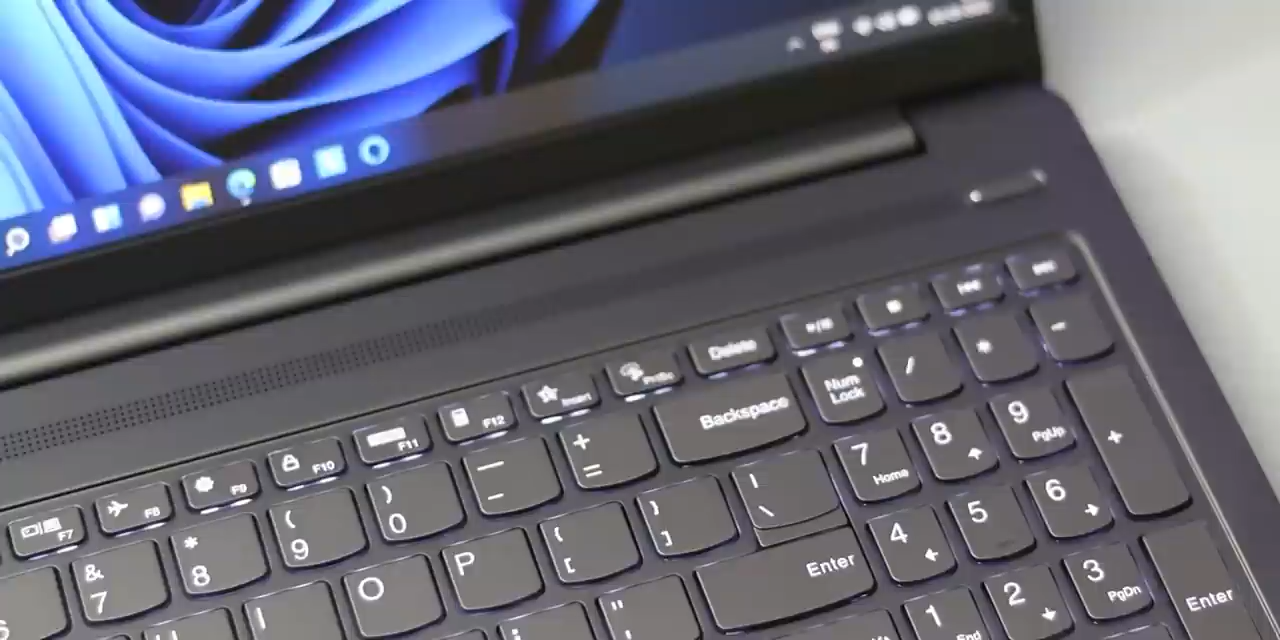 Delete
F7 F8 F9 F10 F11 F12 Insert PrtSc
& 7 * 8 ( 9 ) 0 — - + = Backspace Num Lock / * -
O P { [ } ] | \ 7 Home 8 9 PgUp +
" ' Enter 4 5 6
1 End 2 3 PgDn Enter